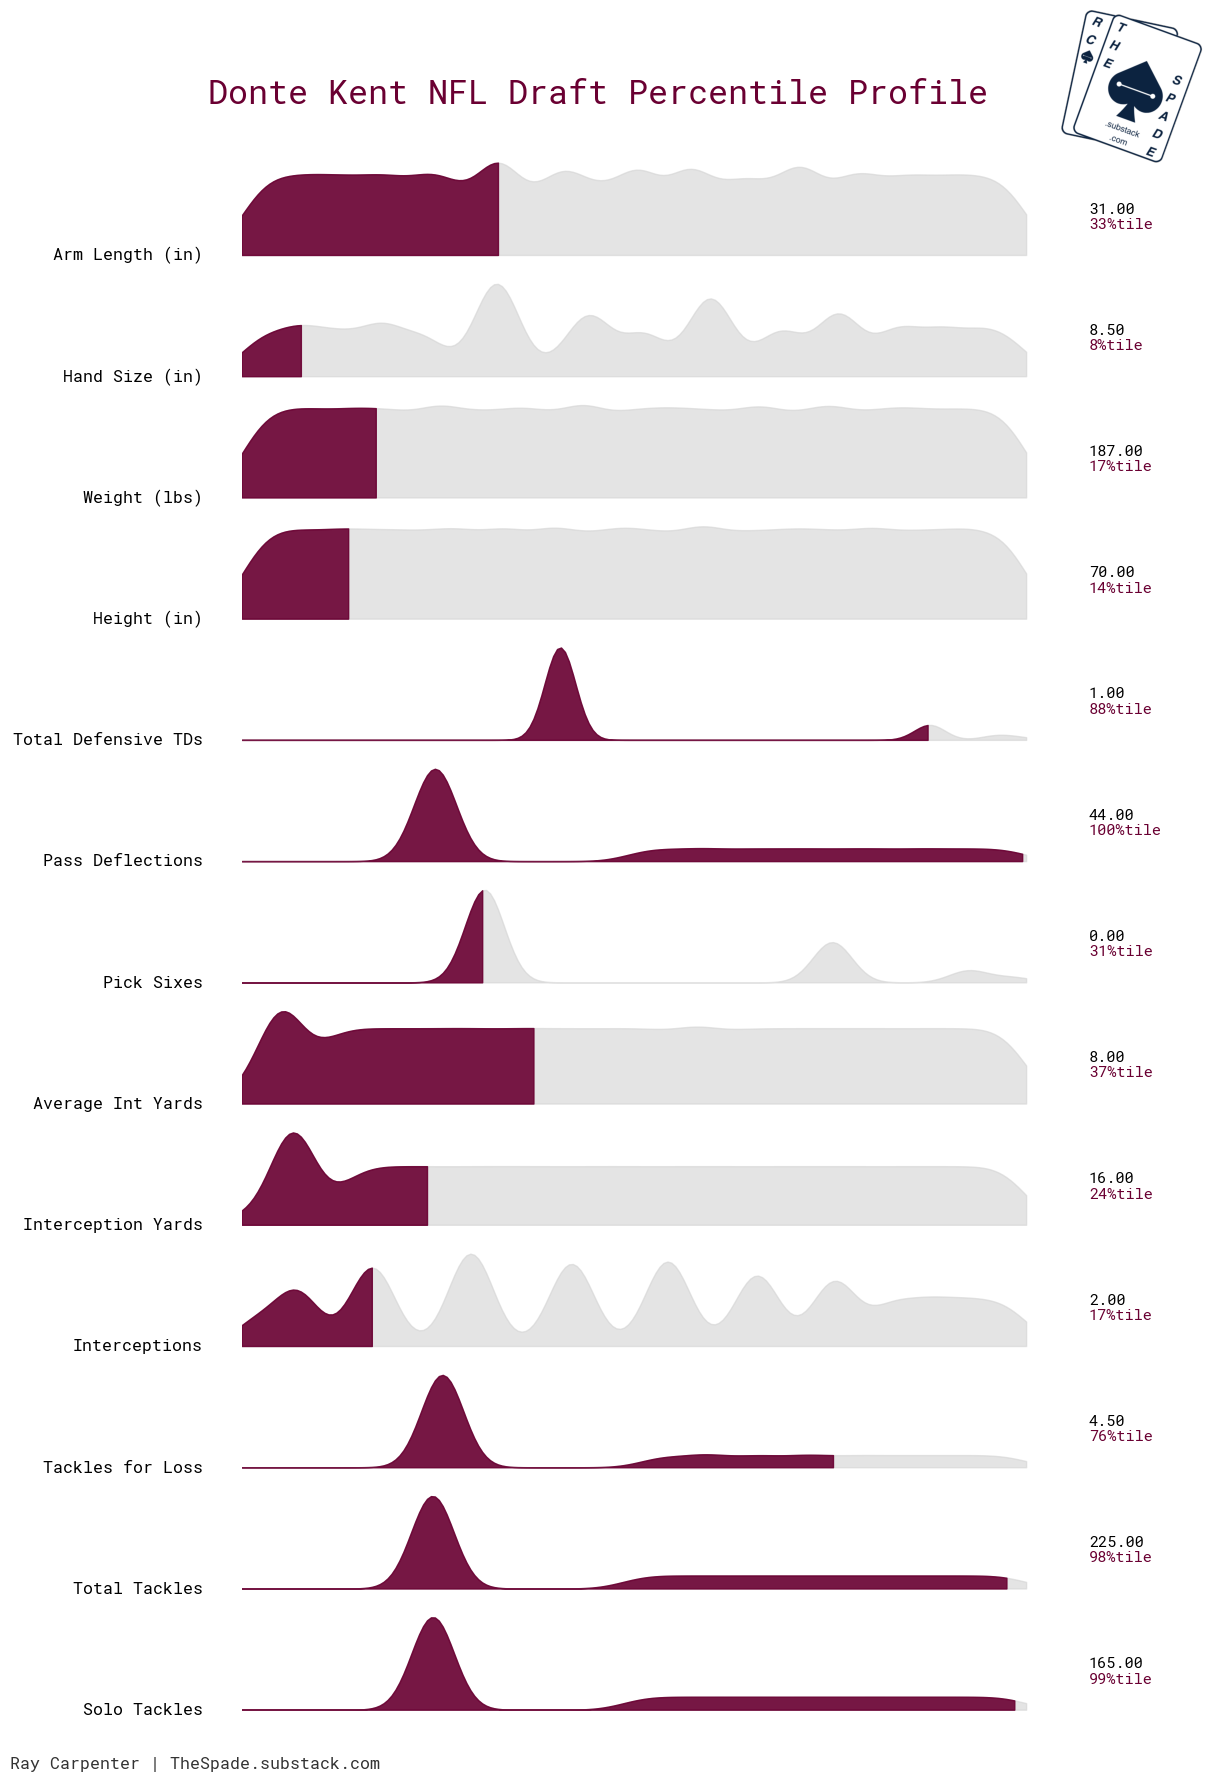 R
C
THE
SPADE
.substack
.com
Donte Kent NFL Draft Percentile Profile
31.00
33%tile
Arm Length (in)
8.50
8%tile
Hand Size (in)
187.00
17%tile
Weight (lbs)
70.00
14%tile
Height (in)
1.00
88%tile
Total Defensive TDs
44.00
100%tile
Pass Deflections
0.00
31%tile
Pick Sixes
8.00
37%tile
Average Int Yards
16.00
24%tile
Interception Yards
2.00
17%tile
Interceptions
4.50
76%tile
Tackles for Loss
225.00
98%tile
Total Tackles
165.00
99%tile
Solo Tackles
Ray Carpenter | TheSpade.substack.com